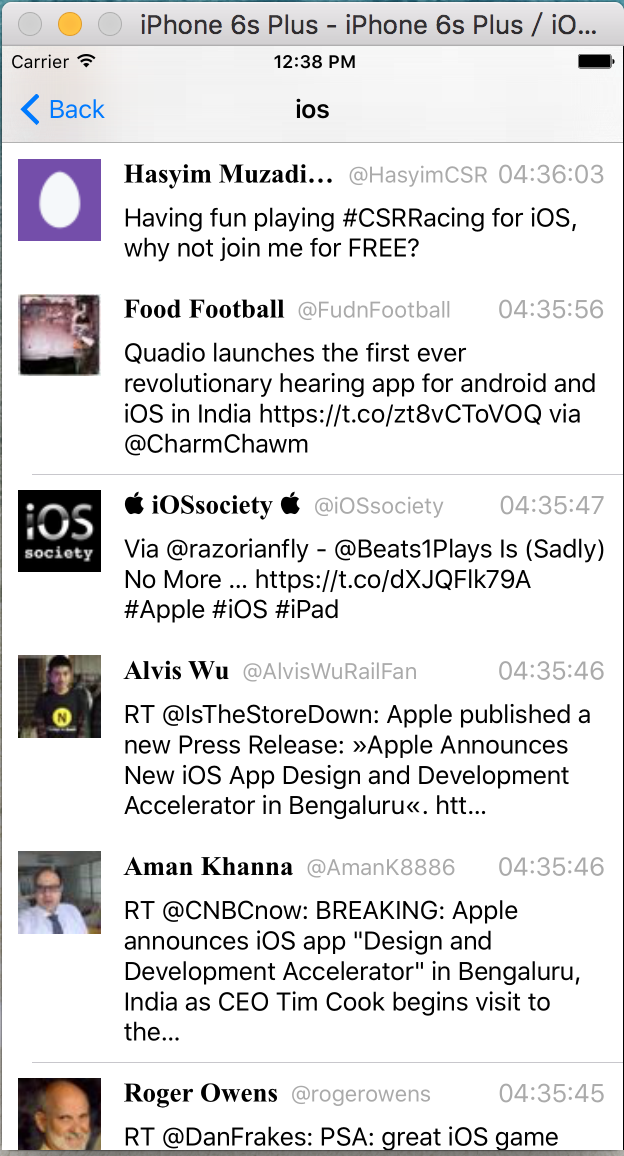 iPhone 6s Plus - iPhone 6s Plus / iO...
Carrier 12:38 PM
Back ios
Hasyim Muzadi... @HasyimCSR 04:36:03
Having fun playing #CSRRacing for iOS,
why not join me for FREE?
Food Football @FudnFootball 04:35:56
Quadio launches the first ever
revolutionary hearing app for android and
iOS in India https://t.co/zt8vCToVOQ via
@CharmChawm
iOS
society
 iOSsociety  @iOSsociety 04:35:47
Via @razorianfly - @Beats1Plays Is (Sadly)
No More ... https://t.co/dXJQFlk79A
#Apple #iOS #iPad
N
Alvis Wu @AlvisWuRailFan 04:35:46
RT @IsTheStoreDown: Apple published a
new Press Release: »Apple Announces
New iOS App Design and Development
Accelerator in Bengaluru«. htt...
Aman Khanna @AmanK8886 04:35:46
RT @CNBCnow: BREAKING: Apple
announces iOS app "Design and
Development Accelerator" in Bengaluru,
India as CEO Tim Cook begins visit to
the...
Roger Owens @rogerowens 04:35:45
RT @DanFrakes: PSA: great iOS game